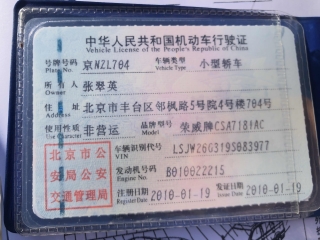 中华人民共和国机动车行驶证
Vehicle License of the People's Republic of China
号牌号码 京NZL704 车辆类型 小型轿车
Plate No. Vehicle Type
所有人 张翠英
Owner
住址 北京市丰台区邻枫路5号院4号楼704号
Address
使用性质 非营运 品牌型号 荣威牌CSA7181AC
Use Character Model
北京市公安局公安交通管理局
车辆识别代号 LSJW26G319S083977
VIN
发动机号码 B010022215
Engine No.
注册日期 2010-01-19 发证日期 2010-01-19
Register Date Issue Date